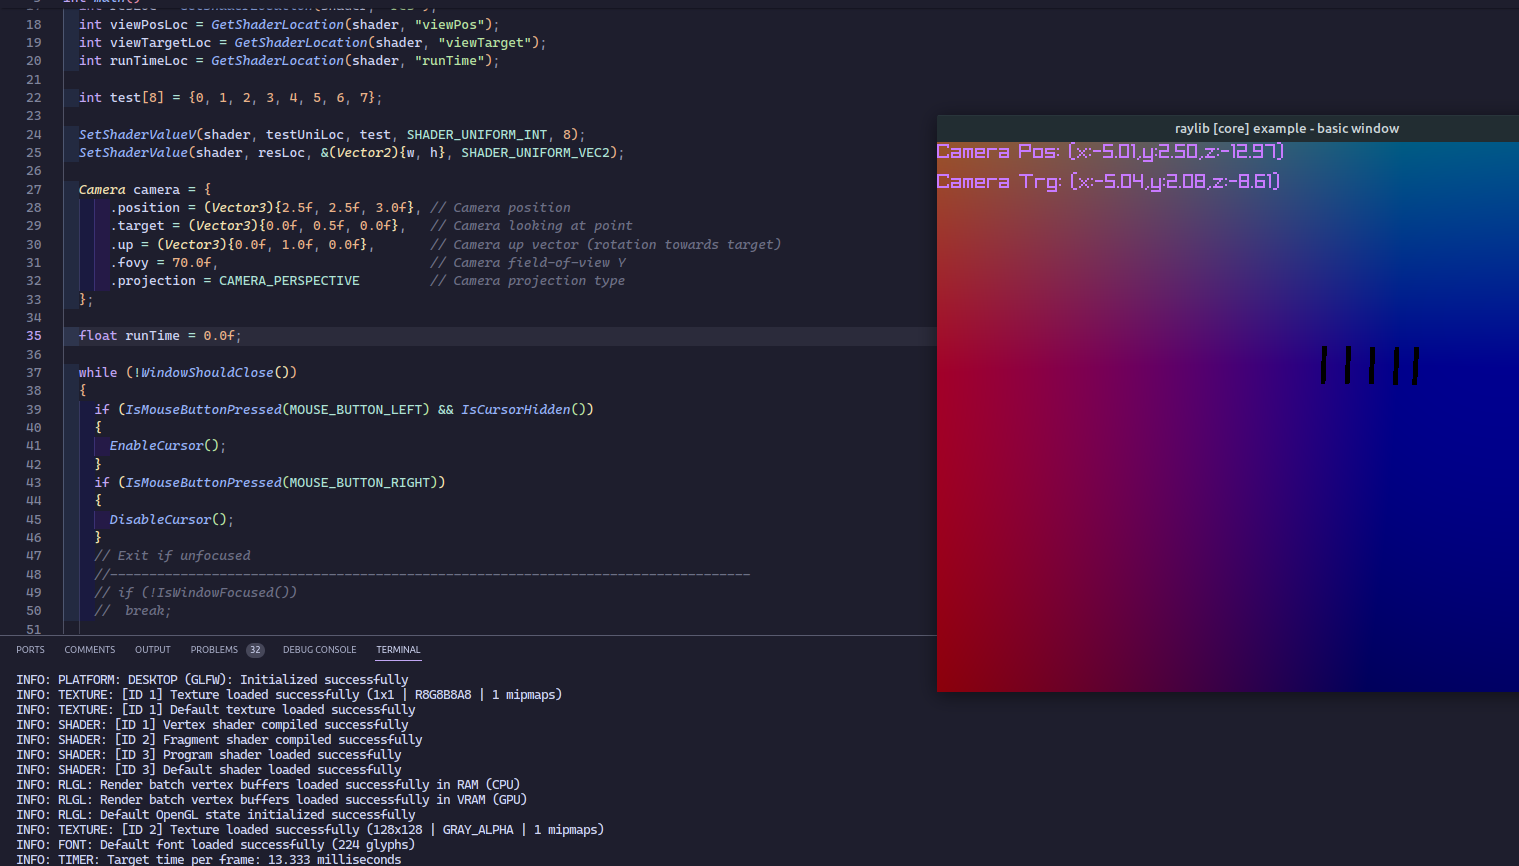 18 int viewPosLoc = GetShaderLocation(shader, "viewPos");
19 int viewTargetLoc = GetShaderLocation(shader, "viewTarget");
20 int runTimeLoc = GetShaderLocation(shader, "runTime");
21
22 int test[8] = {0, 1, 2, 3, 4, 5, 6, 7};
23
24 SetShaderValueV(shader, testUniLoc, test, SHADER_UNIFORM_INT, 8);
25 SetShaderValue(shader, resLoc, &(Vector2){w, h}, SHADER_UNIFORM_VEC2);
26
27 Camera camera = {
28 .position = (Vector3){2.5f, 2.5f, 3.0f}, // Camera position
29 .target = (Vector3){0.0f, 0.5f, 0.0f}, // Camera looking at point
30 .up = (Vector3){0.0f, 1.0f, 0.0f}, // Camera up vector (rotation towards target)
31 .fovy = 70.0f, // Camera field-of-view Y
32 .projection = CAMERA_PERSPECTIVE // Camera projection type
33 };
34
35 float runTime = 0.0f;
36
37 while (!WindowShouldClose())
38 {
39 if (IsMouseButtonPressed(MOUSE_BUTTON_LEFT) && IsCursorHidden())
40 {
41 EnableCursor();
42 }
43 if (IsMouseButtonPressed(MOUSE_BUTTON_RIGHT))
44 {
45 DisableCursor();
46 }
47 // Exit if unfocused
48 //----------------------------------------------------------------------------------
49 // if (!IsWindowFocused())
50 // break;
51
raylib [core] example - basic window
Camera Pos: (x:-5.01,y:2.50,z:-12.97)
Camera Trg: (x:-5.04,y:2.08,z:-8.61)
PORTS COMMENTS OUTPUT PROBLEMS 32 DEBUG CONSOLE TERMINAL
INFO: PLATFORM: DESKTOP (GLFW): Initialized successfully
INFO: TEXTURE: [ID 1] Texture loaded successfully (1x1 | R8G8B8A8 | 1 mipmaps)
INFO: TEXTURE: [ID 1] Default texture loaded successfully
INFO: SHADER: [ID 1] Vertex shader compiled successfully
INFO: SHADER: [ID 2] Fragment shader compiled successfully
INFO: SHADER: [ID 3] Program shader loaded successfully
INFO: SHADER: [ID 3] Default shader loaded successfully
INFO: RLGL: Render batch vertex buffers loaded successfully in RAM (CPU)
INFO: RLGL: Render batch vertex buffers loaded successfully in VRAM (GPU)
INFO: RLGL: Default OpenGL state initialized successfully
INFO: TEXTURE: [ID 2] Texture loaded successfully (128x128 | GRAY_ALPHA | 1 mipmaps)
INFO: FONT: Default font loaded successfully (224 glyphs)
INFO: TIMER: Target time per frame: 13.333 milliseconds